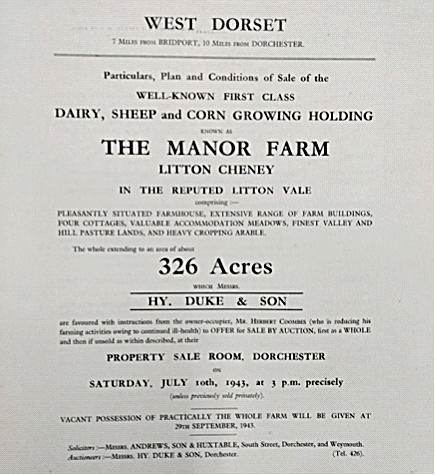 WEST DORSET
7 MILES FROM BRIDPORT, 10 MILES FROM DORCHESTER.
Particulars, Plan and Conditions of Sale of the
WELL-KNOWN FIRST CLASS
DAIRY, SHEEP and CORN GROWING HOLDING
KNOWN AS
THE MANOR FARM
LITTON CHENEY
IN THE REPUTED LITTON VALE
comprising :—
PLEASANTLY SITUATED FARMHOUSE, EXTENSIVE RANGE OF FARM BUILDINGS,
FOUR COTTAGES, VALUABLE ACCOMMODATION MEADOWS, FINEST VALLEY AND
HILL PASTURE LANDS, AND HEAVY CROPPING ARABLE.
The whole extending to an area of about
326 Acres
WHICH MESSRS.
HY. DUKE & SON
are favoured with instructions from the owner-occupier, MR. HERBERT COOMBES (who is reducing his
farming activities owing to continued ill-health) to OFFER for SALE BY AUCTION, first as a WHOLE
and then if unsold as within described, at their
PROPERTY SALE ROOM, DORCHESTER
ON
SATURDAY, JULY 10th, 1943, at 3 p.m. precisely
(unless previously sold privately).
VACANT POSSESSION OF PRACTICALLY THE WHOLE FARM WILL BE GIVEN AT
29TH SEPTEMBER, 1943.
Solicitors :—MESSRS. ANDREWS, SON & HUXTABLE, South Street, Dorchester, and Weymouth.
Auctioneers :—MESSRS. HY. DUKE & SON, Dorchester. (Tel. 426).